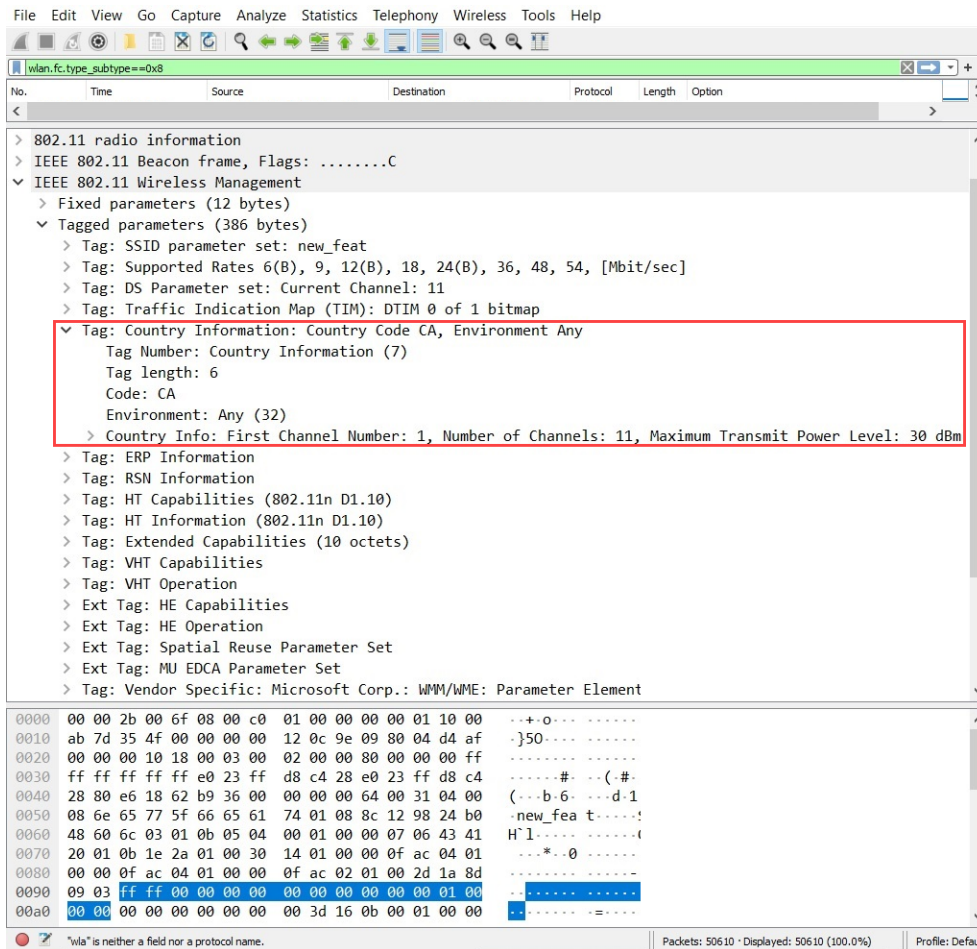 File Edit View Go Capture Analyze Statistics Telephony Wireless Tools Help
wlan.fc.type_subtype==0x8
No. Time Source Destination Protocol Length Option
802.11 radio information
IEEE 802.11 Beacon frame, Flags: ........C
IEEE 802.11 Wireless Management
Fixed parameters (12 bytes)
Tagged parameters (386 bytes)
Tag: SSID parameter set: new_feat
Tag: Supported Rates 6(B), 9, 12(B), 18, 24(B), 36, 48, 54, [Mbit/sec]
Tag: DS Parameter set: Current Channel: 11
Tag: Traffic Indication Map (TIM): DTIM 0 of 1 bitmap
Tag: Country Information: Country Code CA, Environment Any
Tag Number: Country Information (7)
Tag length: 6
Code: CA
Environment: Any (32)
Country Info: First Channel Number: 1, Number of Channels: 11, Maximum Transmit Power Level: 30 dBm
Tag: ERP Information
Tag: RSN Information
Tag: HT Capabilities (802.11n D1.10)
Tag: HT Information (802.11n D1.10)
Tag: Extended Capabilities (10 octets)
Tag: VHT Capabilities
Tag: VHT Operation
Ext Tag: HE Capabilities
Ext Tag: HE Operation
Ext Tag: Spatial Reuse Parameter Set
Ext Tag: MU EDCA Parameter Set
Tag: Vendor Specific: Microsoft Corp.: WMM/WME: Parameter Element
0000 00 00 2b 00 6f 08 00 c0 01 00 00 00 00 01 10 00 ··+·o··· ········
0010 ab 7d 35 4f 00 00 00 00 12 0c 9e 09 80 04 d4 af ·}5O···· ········
0020 00 00 00 10 18 00 03 00 02 00 00 80 00 00 00 ff ········ ········
0030 ff ff ff ff ff e0 23 ff d8 c4 28 e0 23 ff d8 c4 ······#· ··(·#·
0040 28 80 e6 18 62 b9 36 00 00 00 00 64 00 31 04 00 (···b·6· ···d·1
0050 08 6e 65 77 5f 66 65 61 74 01 08 8c 12 98 24 b0 ·new_fea t·····$
0060 48 60 6c 03 01 0b 05 04 00 01 00 00 07 06 43 41 H`l····· ······C
0070 20 01 0b 1e 2a 01 00 30 14 01 00 00 0f ac 04 01 ···*··0 ········
0080 00 00 0f ac 04 01 00 00 0f ac 02 01 00 2d 1a 8d ········ ·····-
0090 09 03 ff ff 00 00 00 00 00 00 00 00 00 00 01 00 ········ ········
00a0 00 00 00 00 00 00 00 00 00 3d 16 0b 00 01 00 00 ········ ·=····
"wla" is neither a field nor a protocol name. Packets: 50610 · Displayed: 50610 (100.0%) Profile: Defau